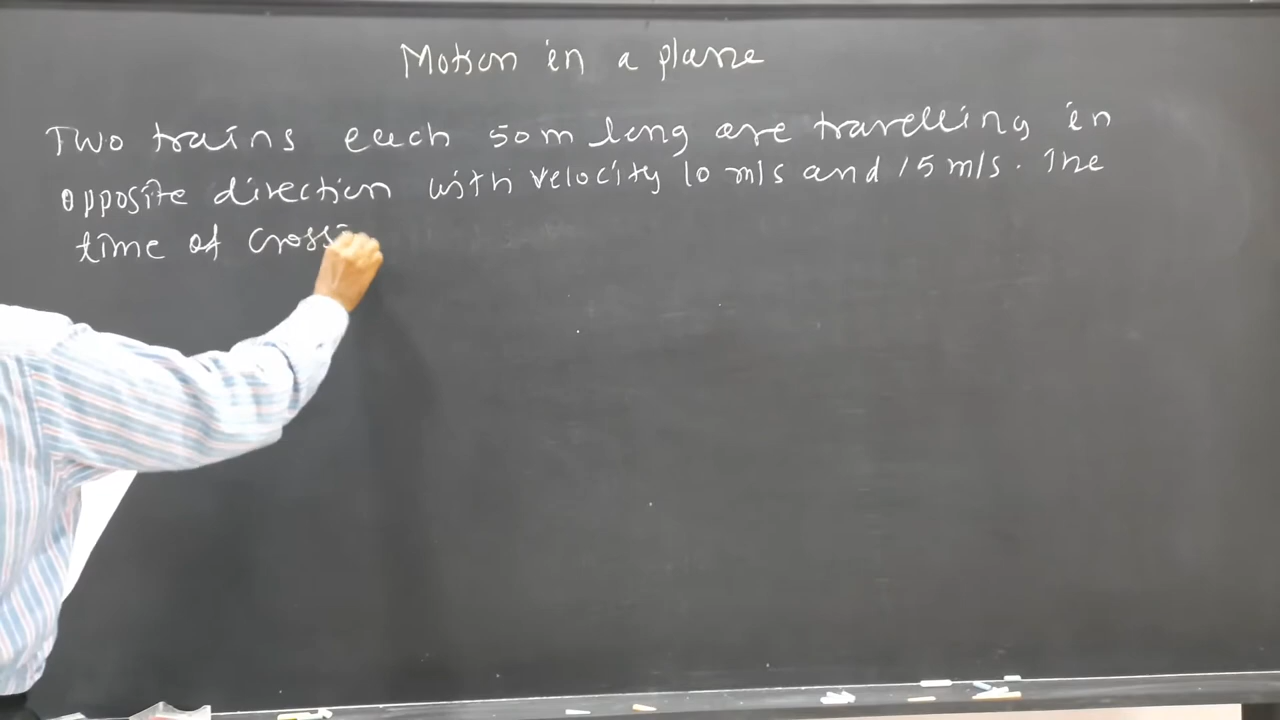 Motion in a plane
Two trains each 50m long are travelling in
opposite direction with velocity 10 m/s and 15 m/s. The
time of crossi